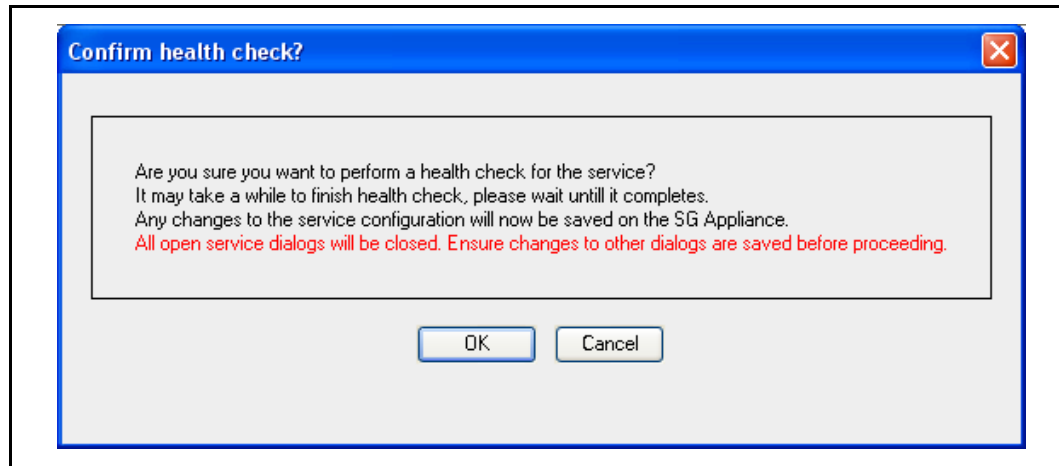 Confirm health check?
Are you sure you want to perform a health check for the service?
It may take a while to finish health check, please wait untill it completes.
Any changes to the service configuration will now be saved on the SG Appliance.
All open service dialogs will be closed. Ensure changes to other dialogs are saved before proceeding.
OK Cancel